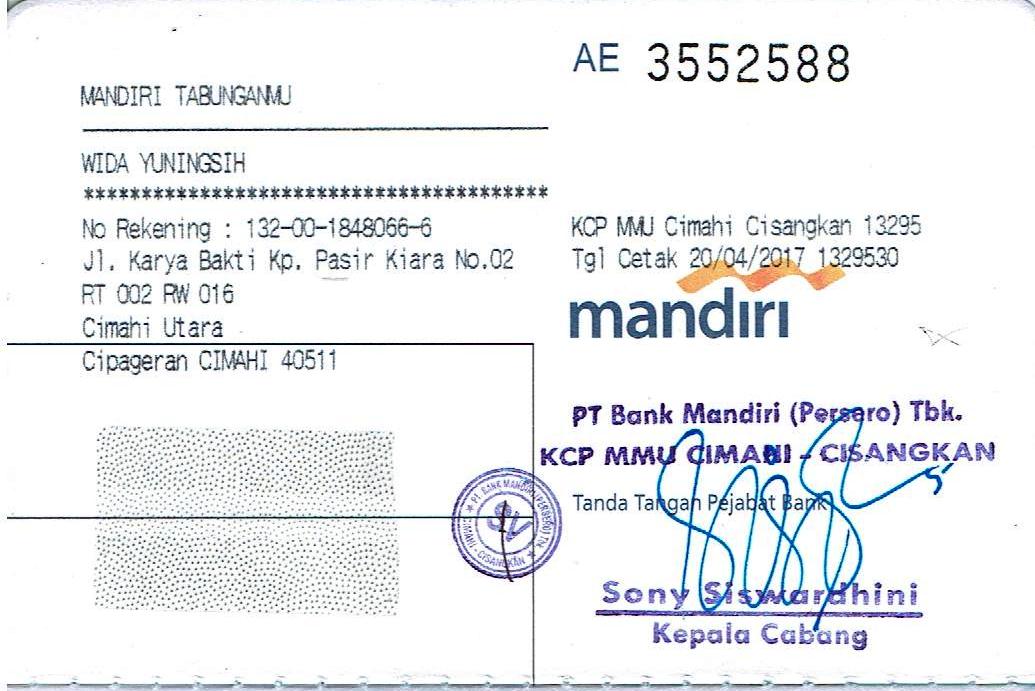 AE 3552588
MANDIRI TABUNGANMU
WIDA YUNINGSIH
*****************************************
No Rekening : 132-00-1848066-6
Jl. Karya Bakti Kp. Pasir Kiara No.02
RT 002 RW 016
Cimahi Utara
Cipageran CIMAHI 40511
KCP MMU Cimahi Cisangkan 13295
Tgl Cetak 20/04/2017 1329530
mandiri
PT Bank Mandiri (Persero) Tbk.
KCP MMU CIMAHI - CISANGKAN
Tanda Tangan Pejabat Bank
PT. BANK MANDIRI (PERSERO) Tbk
CIMAHI - CISANGKAN
Sony Siswardhini
Kepala Cabang